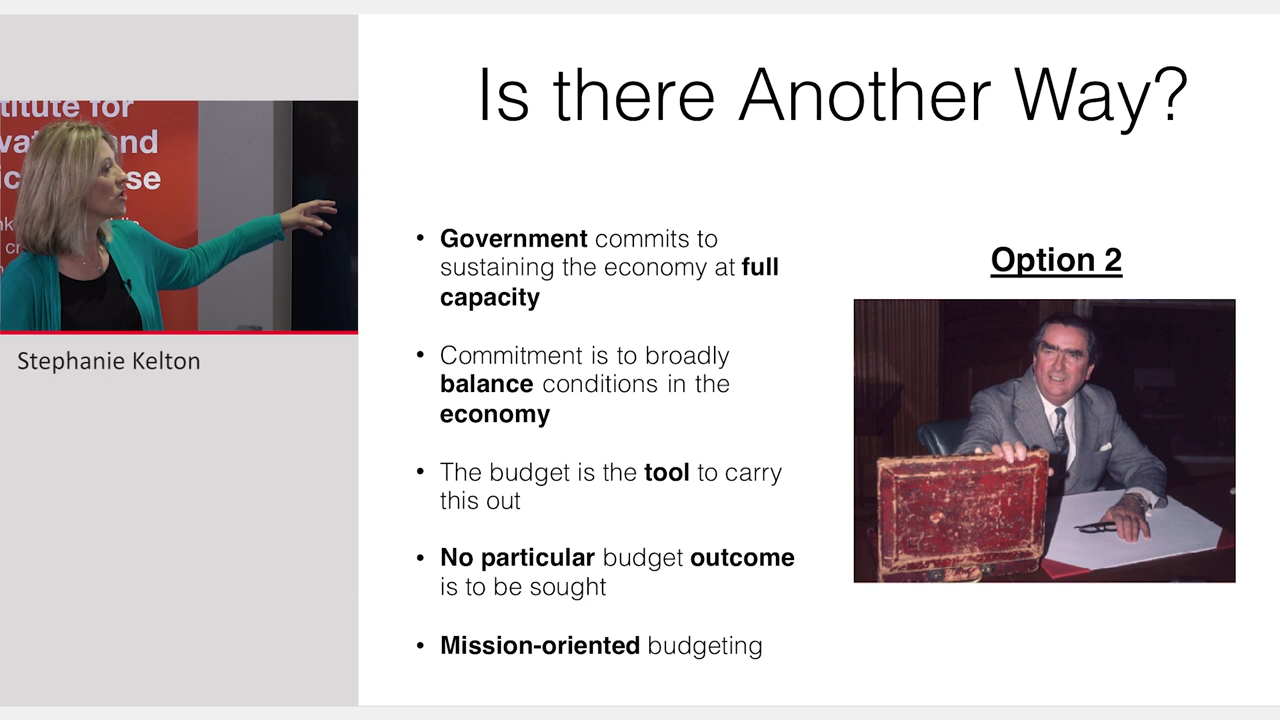 Is there Another Way?
titute for
and
se
Stephanie Kelton
• Government commits to
sustaining the economy at full
capacity
• Commitment is to broadly
balance conditions in the
economy
• The budget is the tool to carry
this out
• No particular budget outcome
is to be sought
• Mission-oriented budgeting
Option 2